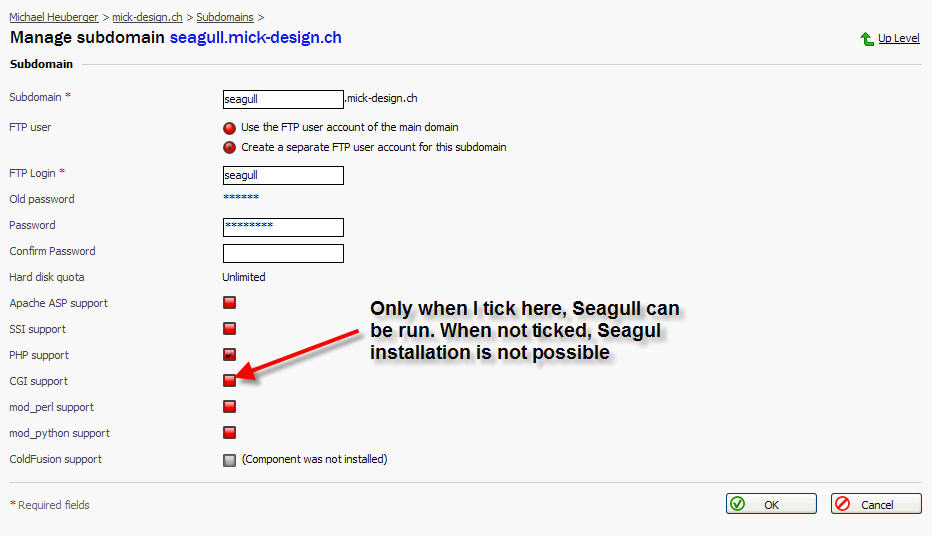 Michael Heuberger > mick-design.ch > Subdomains >
Manage subdomain seagull.mick-design.ch
Up Level
Subdomain
Subdomain * seagull .mick-design.ch
FTP user Use the FTP user account of the main domain
Create a separate FTP user account for this subdomain
FTP Login * seagull
Old password ******
Password ********
Confirm Password
Hard disk quota Unlimited
Apache ASP support
SSI support
PHP support
CGI support
mod_perl support
mod_python support
ColdFusion support (Component was not installed)
Only when I tick here, Seagull can
be run. When not ticked, Seagul
installation is not possible
* Required fields
OK
Cancel